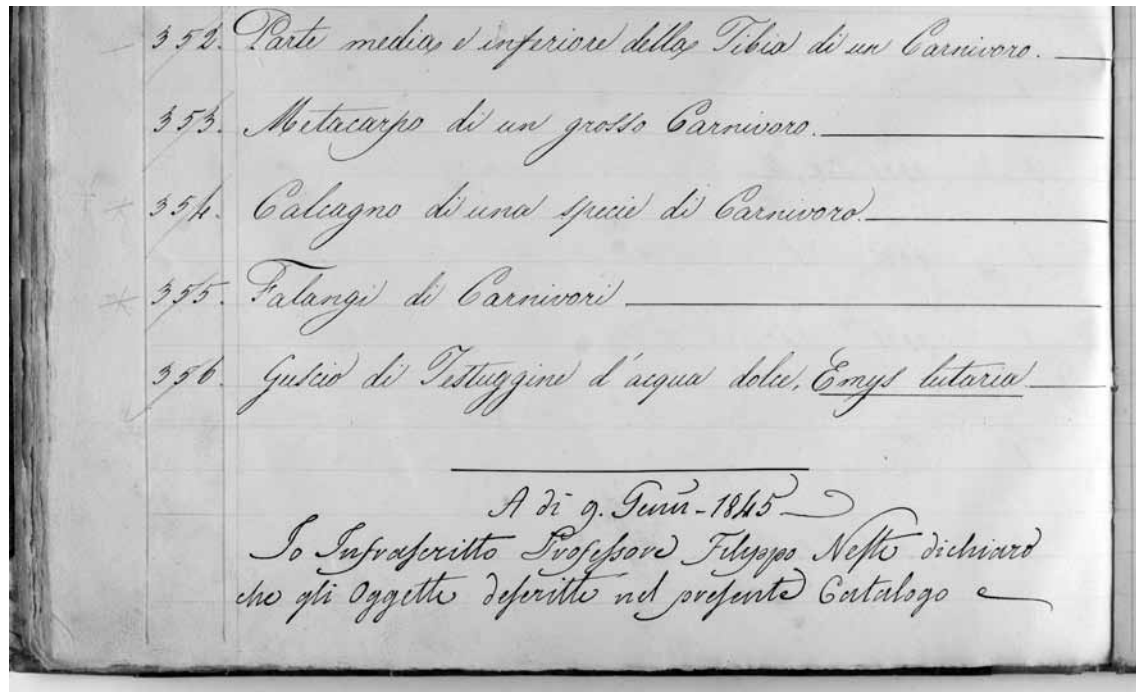 352. Parte media e inferiore della Tibia di un Carnivoro.
353. Metacarpo di un grosso Carnivoro.
354. Calcagno di una specie di Carnivoro.
355. Falangi di Carnivori
356. Guscio di Testuggine d'acqua dolce, Emys lutaria
A di 9. Genn - 1845
Io Infrascritto Professore Filippo Nesti dichiaro
che gli Oggetti descritti nel presente Catalogo e